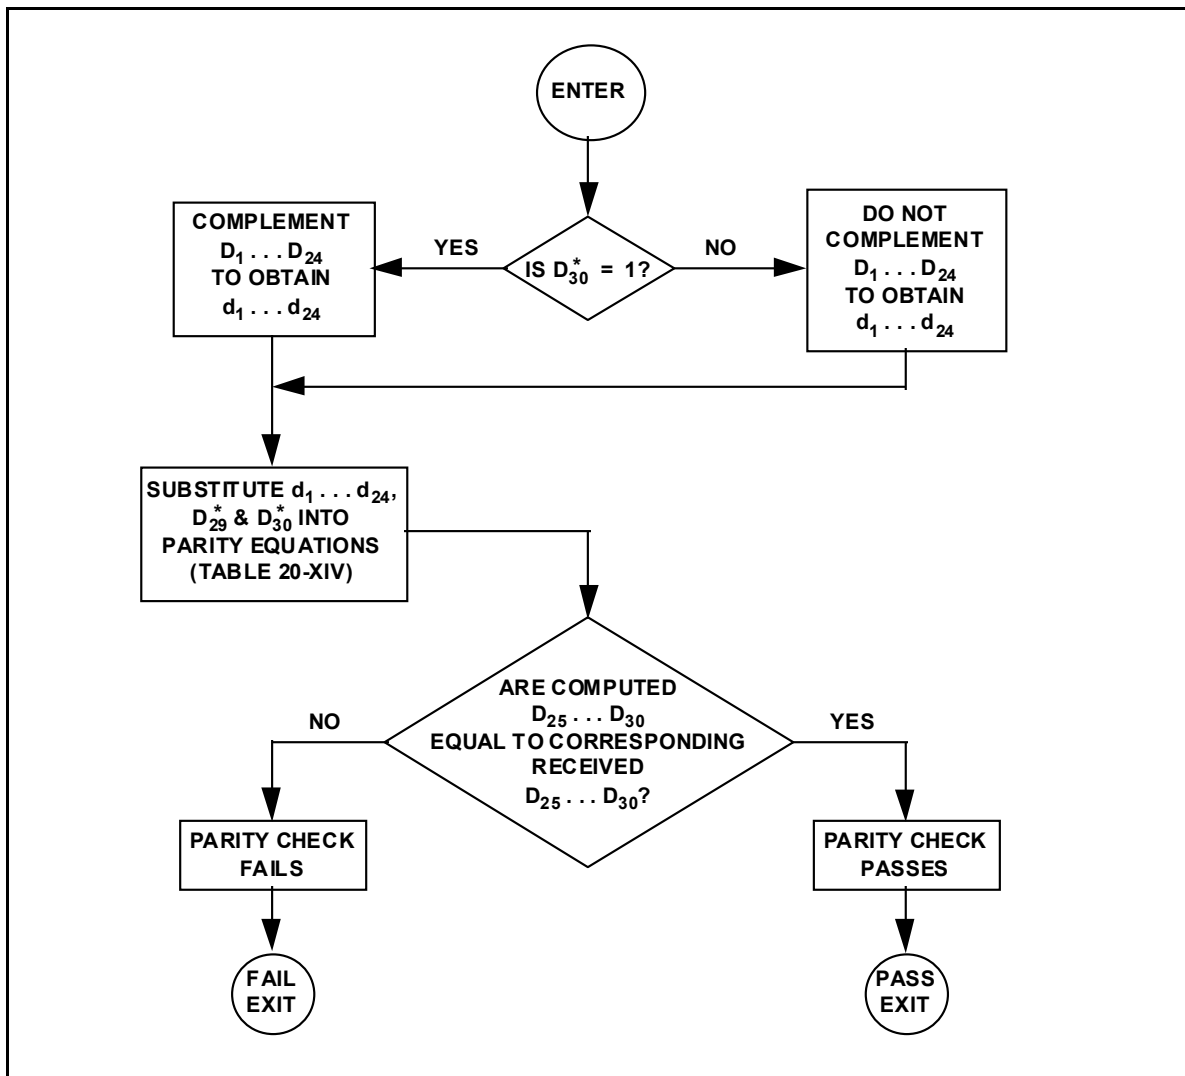 ENTER
COMPLEMENT
D₁ . . . D₂₄
TO OBTAIN
d₁ . . . d₂₄
YES
IS D*₃₀ = 1?
NO
DO NOT
COMPLEMENT
D₁ . . . D₂₄
TO OBTAIN
d₁ . . . d₂₄
SUBSTITUTE d₁ . . . d₂₄,
D*₂₉ & D*₃₀ INTO
PARITY EQUATIONS
(TABLE 20-XIV)
ARE COMPUTED
D₂₅ . . . D₃₀
EQUAL TO CORRESPONDING
RECEIVED
D₂₅ . . . D₃₀?
NO
YES
PARITY CHECK
FAILS
PARITY CHECK
PASSES
FAIL
EXIT
PASS
EXIT